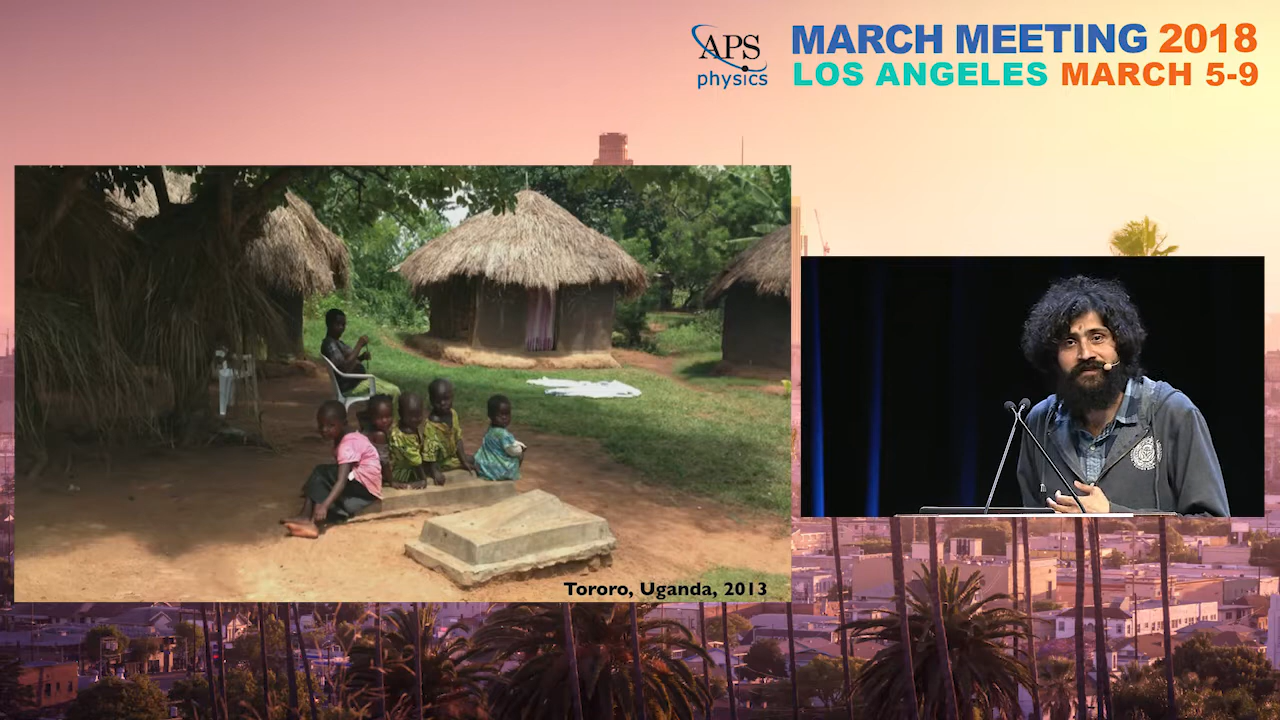 APS
physics
MARCH MEETING 2018
LOS ANGELES MARCH 5-9
Tororo, Uganda, 2013